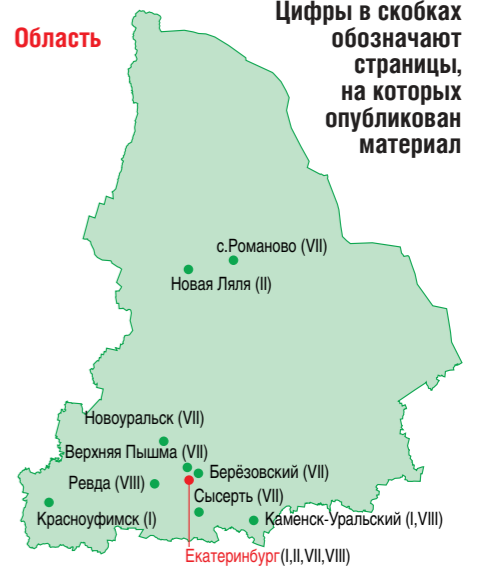 Область
Цифры в скобках
обозначают
страницы,
на которых
опубликован
материал
с.Романово (VII)
Новая Ляля (II)
Новоуральск (VII)
Верхняя Пышма (VII)
Берёзовский (VII)
Ревда (VIII)
Сысерть (VII)
Красноуфимск (I)
Каменск-Уральский (I,VIII)
Екатеринбург(I,II,VII,VIII)